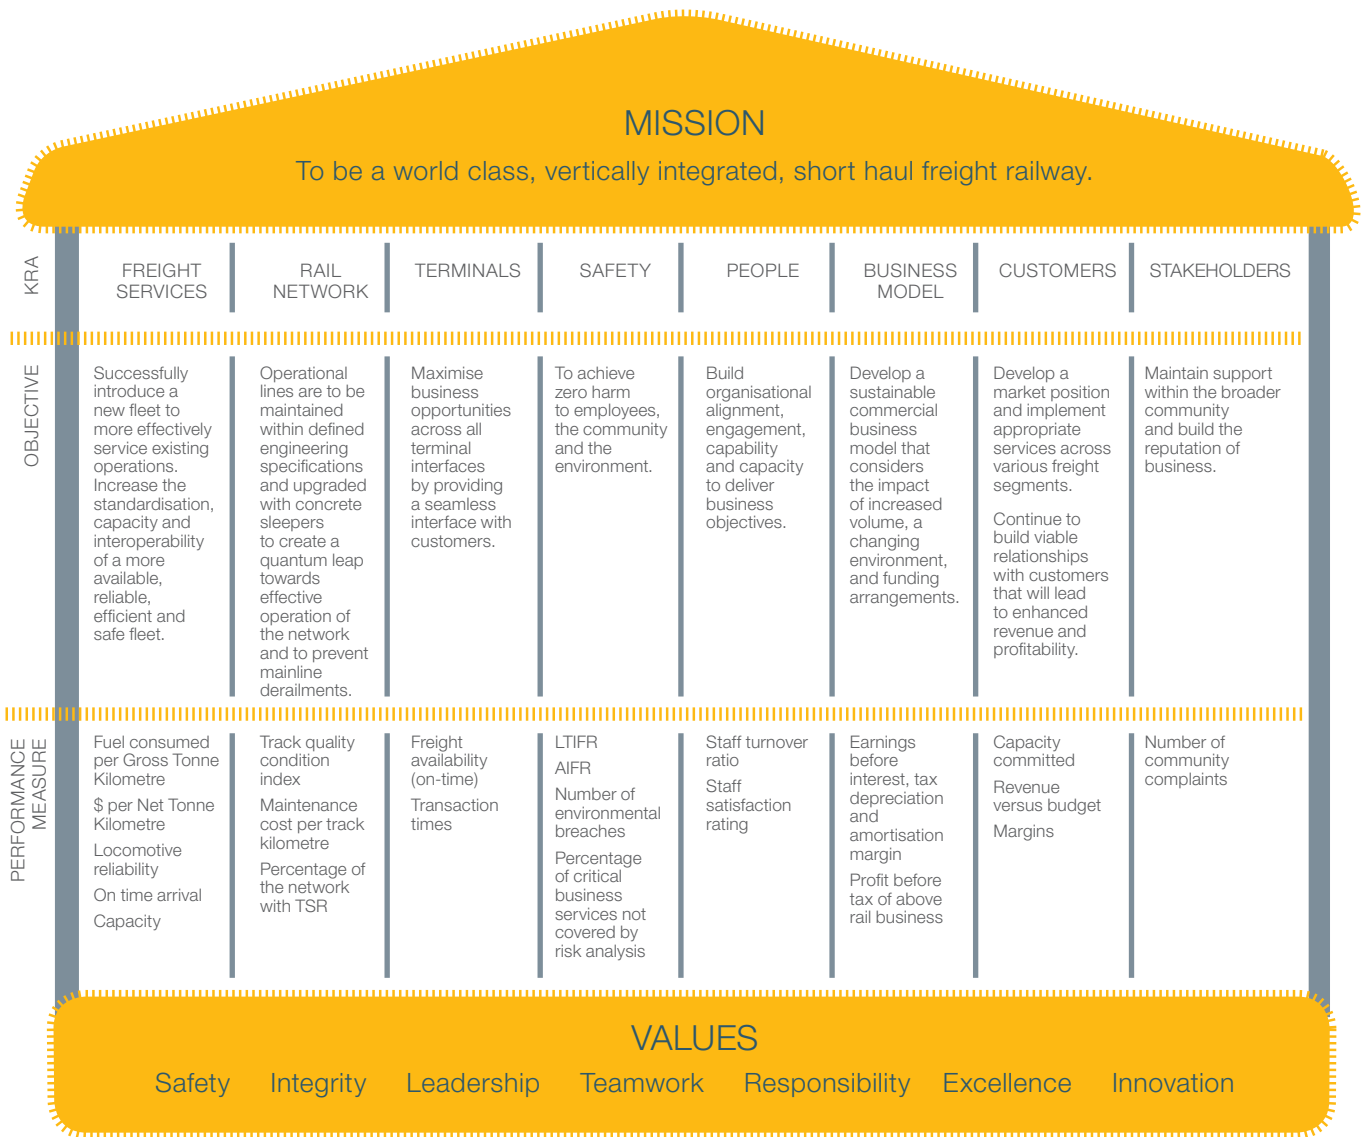 MISSION
To be a world class, vertically integrated, short haul freight railway.
KRA
FREIGHT
SERVICES
RAIL
NETWORK
TERMINALS
SAFETY
PEOPLE
BUSINESS
MODEL
CUSTOMERS
STAKEHOLDERS
OBJECTIVE
Successfully
introduce a
new fleet to
more effectively
service existing
operations.
Increase the
standardisation,
capacity and
interoperability
of a more
available,
reliable,
efficient and
safe fleet.
Operational
lines are to be
maintained
within defined
engineering
specifications
and upgraded
with concrete
sleepers
to create a
quantum leap
towards
effective
operation of
the network
and to prevent
mainline
derailments.
Maximise
business
opportunities
across all
terminal
interfaces
by providing
a seamless
interface with
customers.
To achieve
zero harm
to employees,
the community
and the
environment.
Build
organisational
alignment,
engagement,
capability
and capacity
to deliver
business
objectives.
Develop a
sustainable
commercial
business
model that
considers
the impact
of increased
volume, a
changing
environment,
and funding
arrangements.
Develop a
market position
and implement
appropriate
services across
various freight
segments.
Continue to
build viable
relationships
with customers
that will lead
to enhanced
revenue and
profitability.
Maintain support
within the broader
community
and build the
reputation of
business.
PERFORMANCE
MEASURE
Fuel consumed
per Gross Tonne
Kilometre
$ per Net Tonne
Kilometre
Locomotive
reliability
On time arrival
Capacity
Track quality
condition
index
Maintenance
cost per track
kilometre
Percentage of
the network
with TSR
Freight
availability
(on-time)
Transaction
times
LTIFR
AIFR
Number of
environmental
breaches
Percentage
of critical
business
services not
covered by
risk analysis
Staff turnover
ratio
Staff
satisfaction
rating
Earnings
before
interest, tax
depreciation
and
amortisation
margin
Profit before
tax of above
rail business
Capacity
committed
Revenue
versus budget
Margins
Number of
community
complaints
VALUES
Safety Integrity Leadership Teamwork Responsibility Excellence Innovation